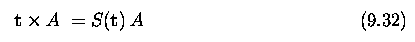 t × A = S(t) A (9.32)